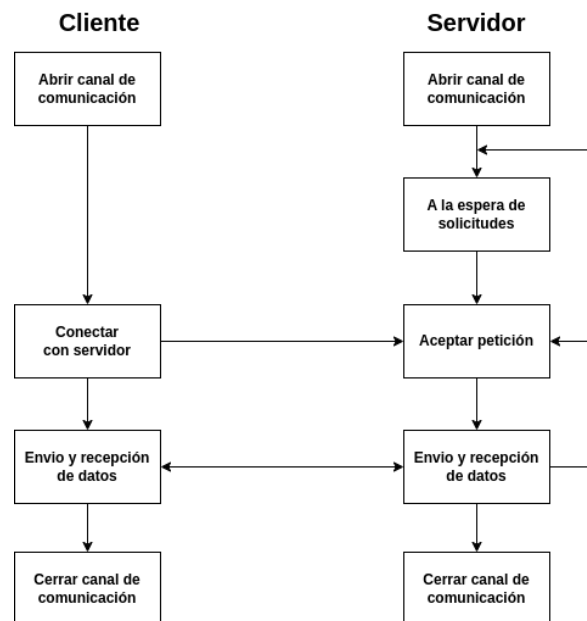 Cliente
Servidor
Abrir canal de
comunicación
Abrir canal de
comunicación
A la espera de
solicitudes
Conectar
con servidor
Aceptar petición
Envio y recepción
de datos
Envio y recepción
de datos
Cerrar canal de
comunicación
Cerrar canal de
comunicación